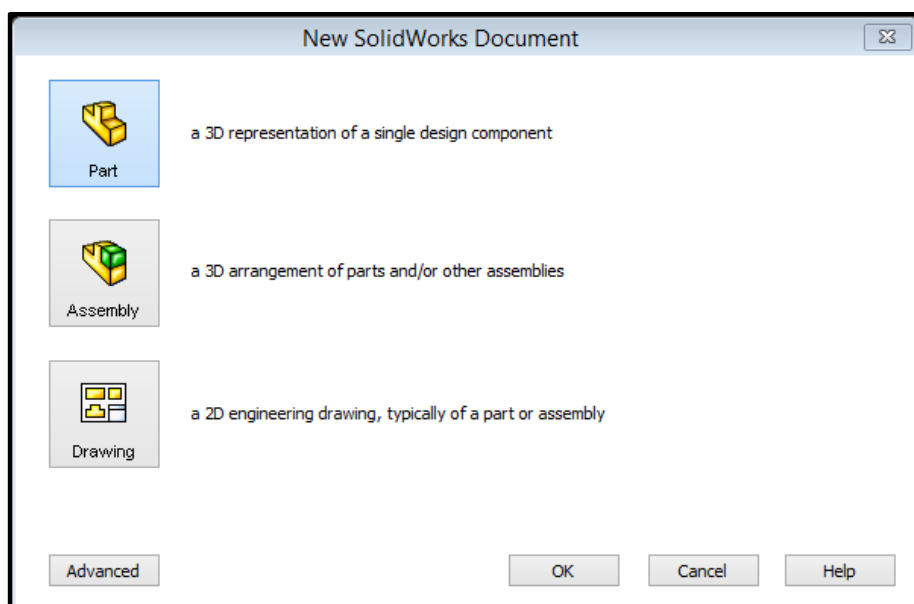 New SolidWorks Document
Part
a 3D representation of a single design component
Assembly
a 3D arrangement of parts and/or other assemblies
Drawing
a 2D engineering drawing, typically of a part or assembly
Advanced
OK
Cancel
Help